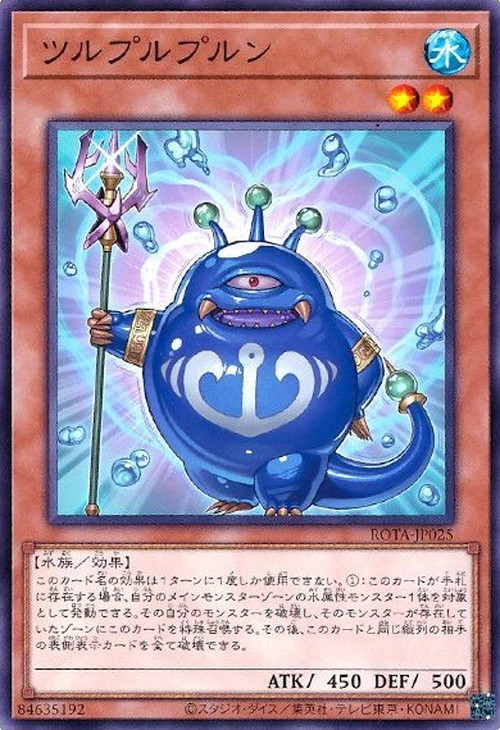 ツルプルプルン
水
ROTA-JP025
【水族/効果】
このカード名の効果は1ターンに1度しか使用できない。①:このカードが手札
に存在する場合、自分のメインモンスターゾーンの水属性モンスター1体を対象
として発動できる。その自分のモンスターを破壊し、そのモンスターが存在して
いたゾーンにこのカードを特殊召喚する。その後、このカードと同じ縦列の相手
の表側表示カードを全て破壊できる。
ATK/ 450 DEF/ 500
84635192 ©スタジオ・ダイス/集英社・テレビ東京・KONAMI